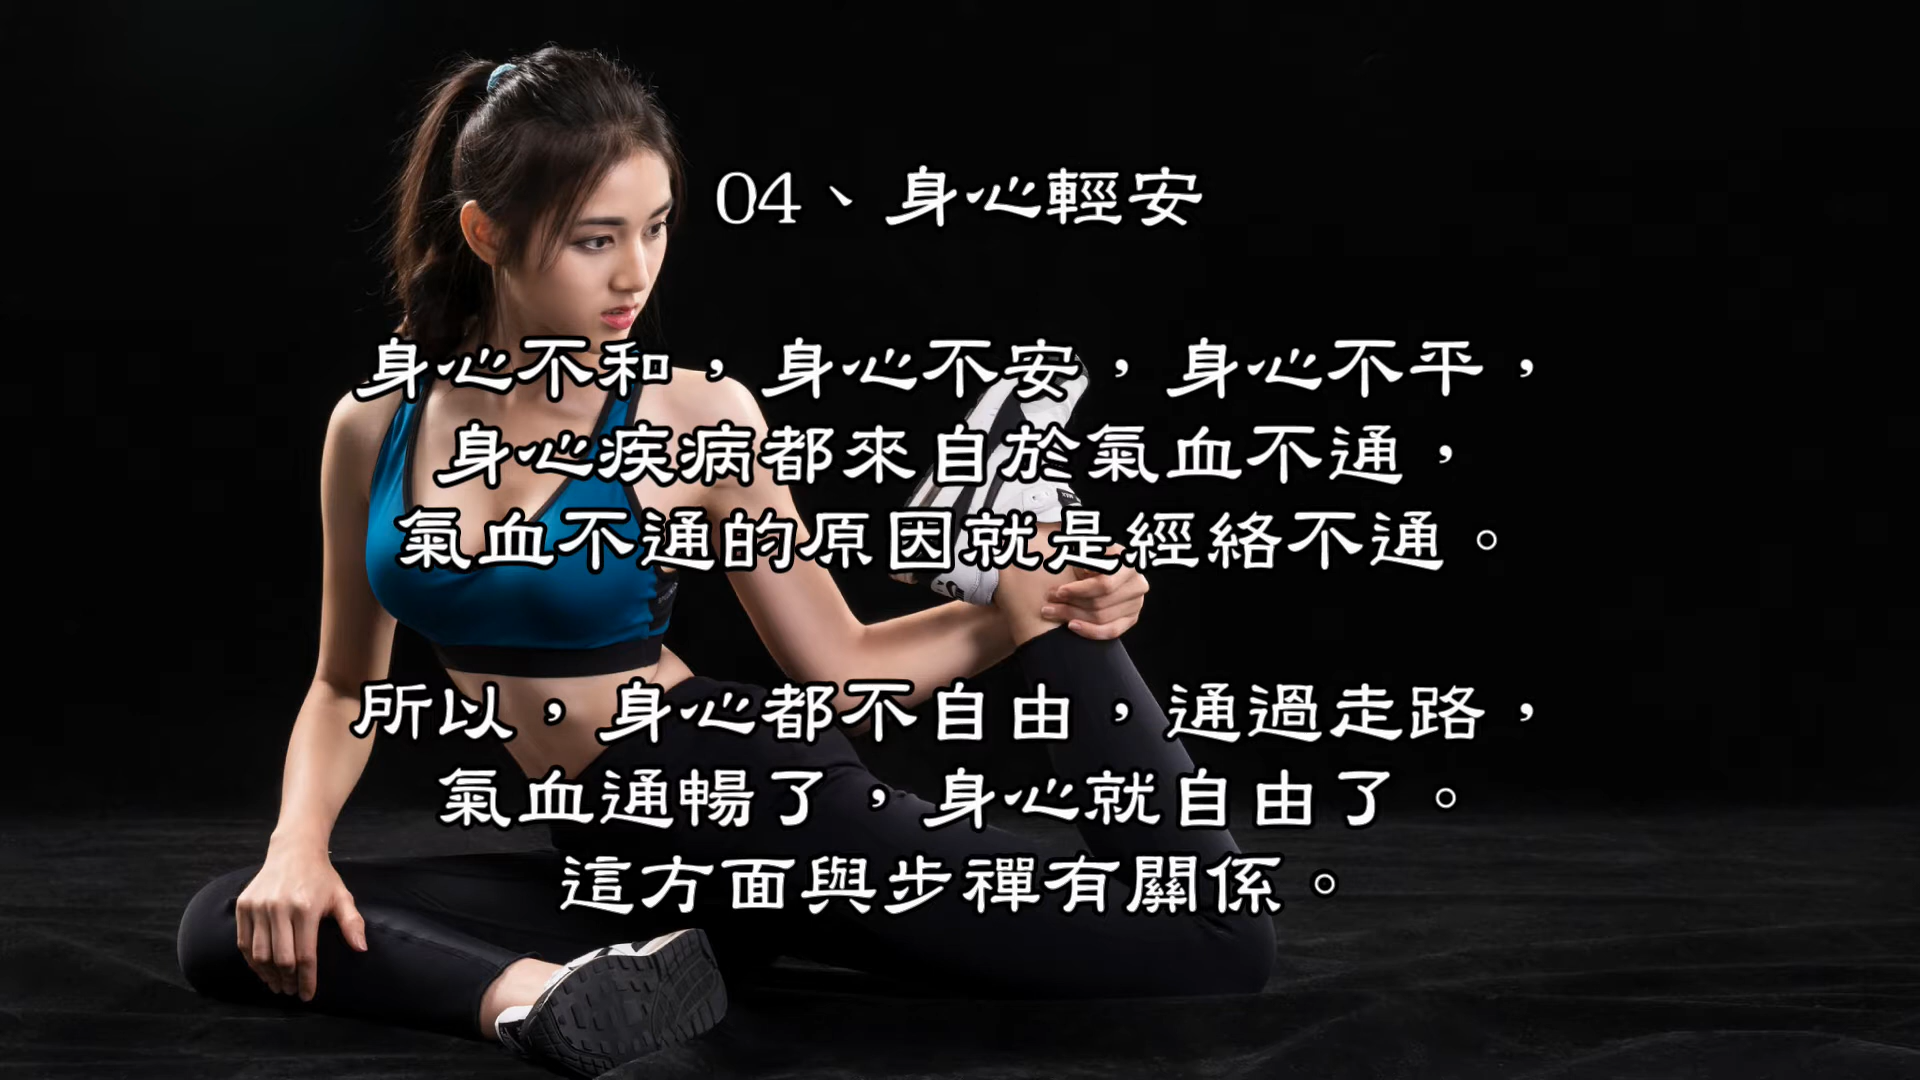 04、身心輕安
身心不和，身心不安，身心不平，
身心疾病都來自於氣血不通，
氣血不通的原因就是經絡不通。
所以，身心都不自由，通過走路，
氣血通暢了，身心就自由了。
這方面與步禪有關係。